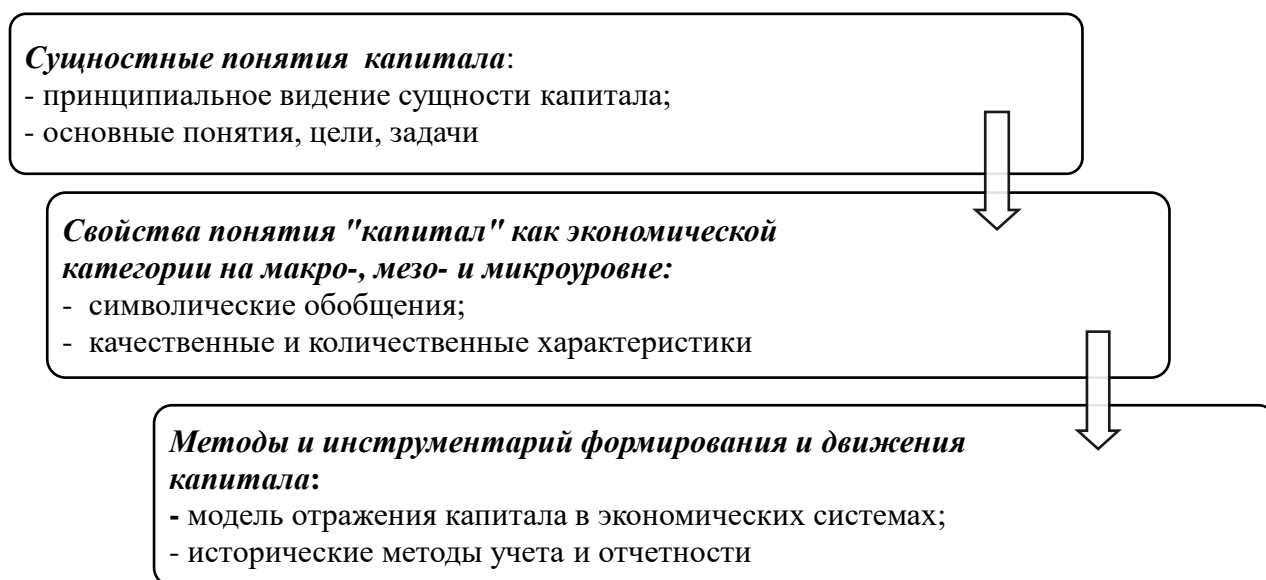 Сущностные понятия капитала:
- принципиальное видение сущности капитала;
- основные понятия, цели, задачи
Свойства понятия "капитал" как экономической
категории на макро-, мезо- и микроуровне:
- символические обобщения;
- качественные и количественные характеристики
Методы и инструментарий формирования и движения
капитала:
- модель отражения капитала в экономических системах;
- исторические методы учета и отчетности